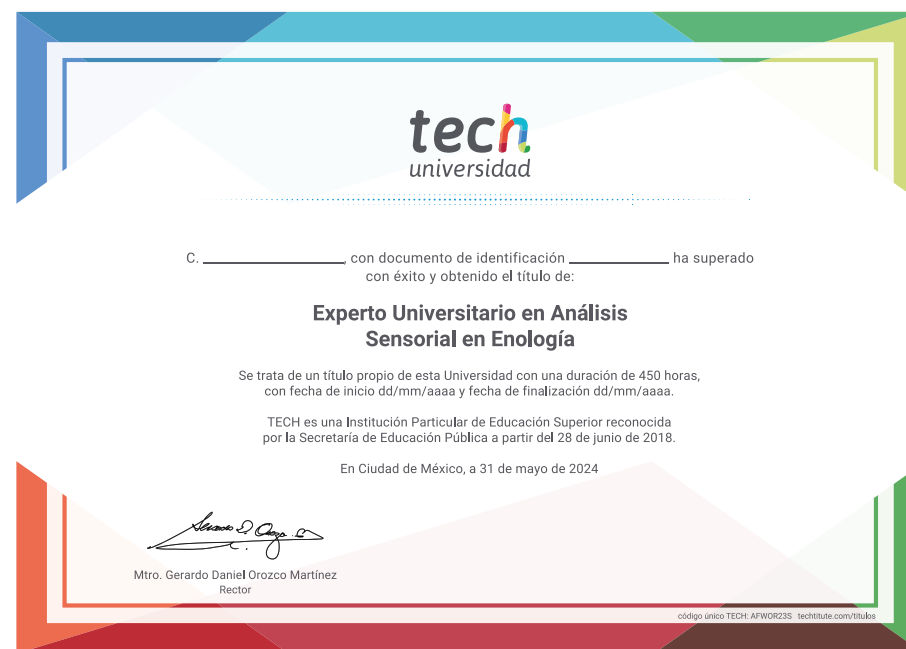 tech
universidad
C. ____________, con documento de identificación ____________ ha superado
con éxito y obtenido el título de:
Experto Universitario en Análisis
Sensorial en Enología
Se trata de un título propio de esta Universidad con una duración de 450 horas,
con fecha de inicio dd/mm/aaaa y fecha de finalización dd/mm/aaaa.
TECH es una Institución Particular de Educación Superior reconocida
por la Secretaría de Educación Pública a partir del 28 de junio de 2018.
En Ciudad de México, a 31 de mayo de 2024
Mtro. Gerardo Daniel Orozco Martínez
Rector
código único TECH: AFWOR23S techtitute.com/titulos